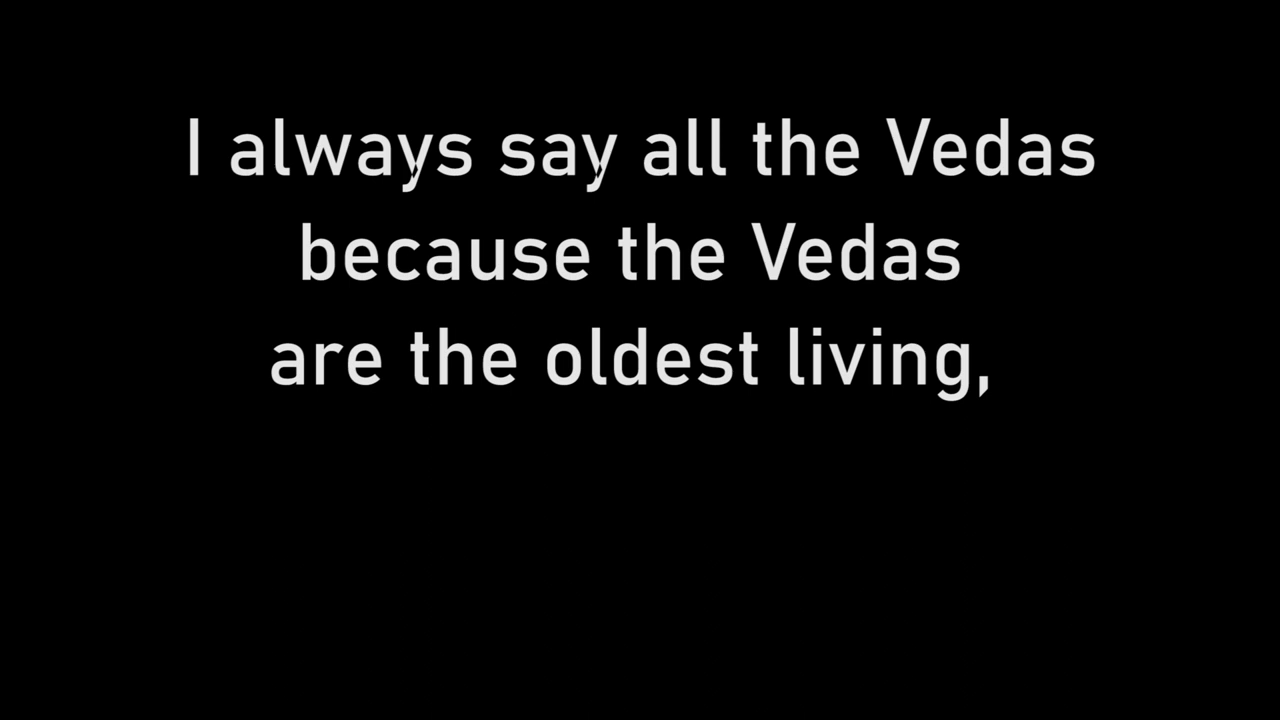 I always say all the Vedas
because the Vedas
are the oldest living,